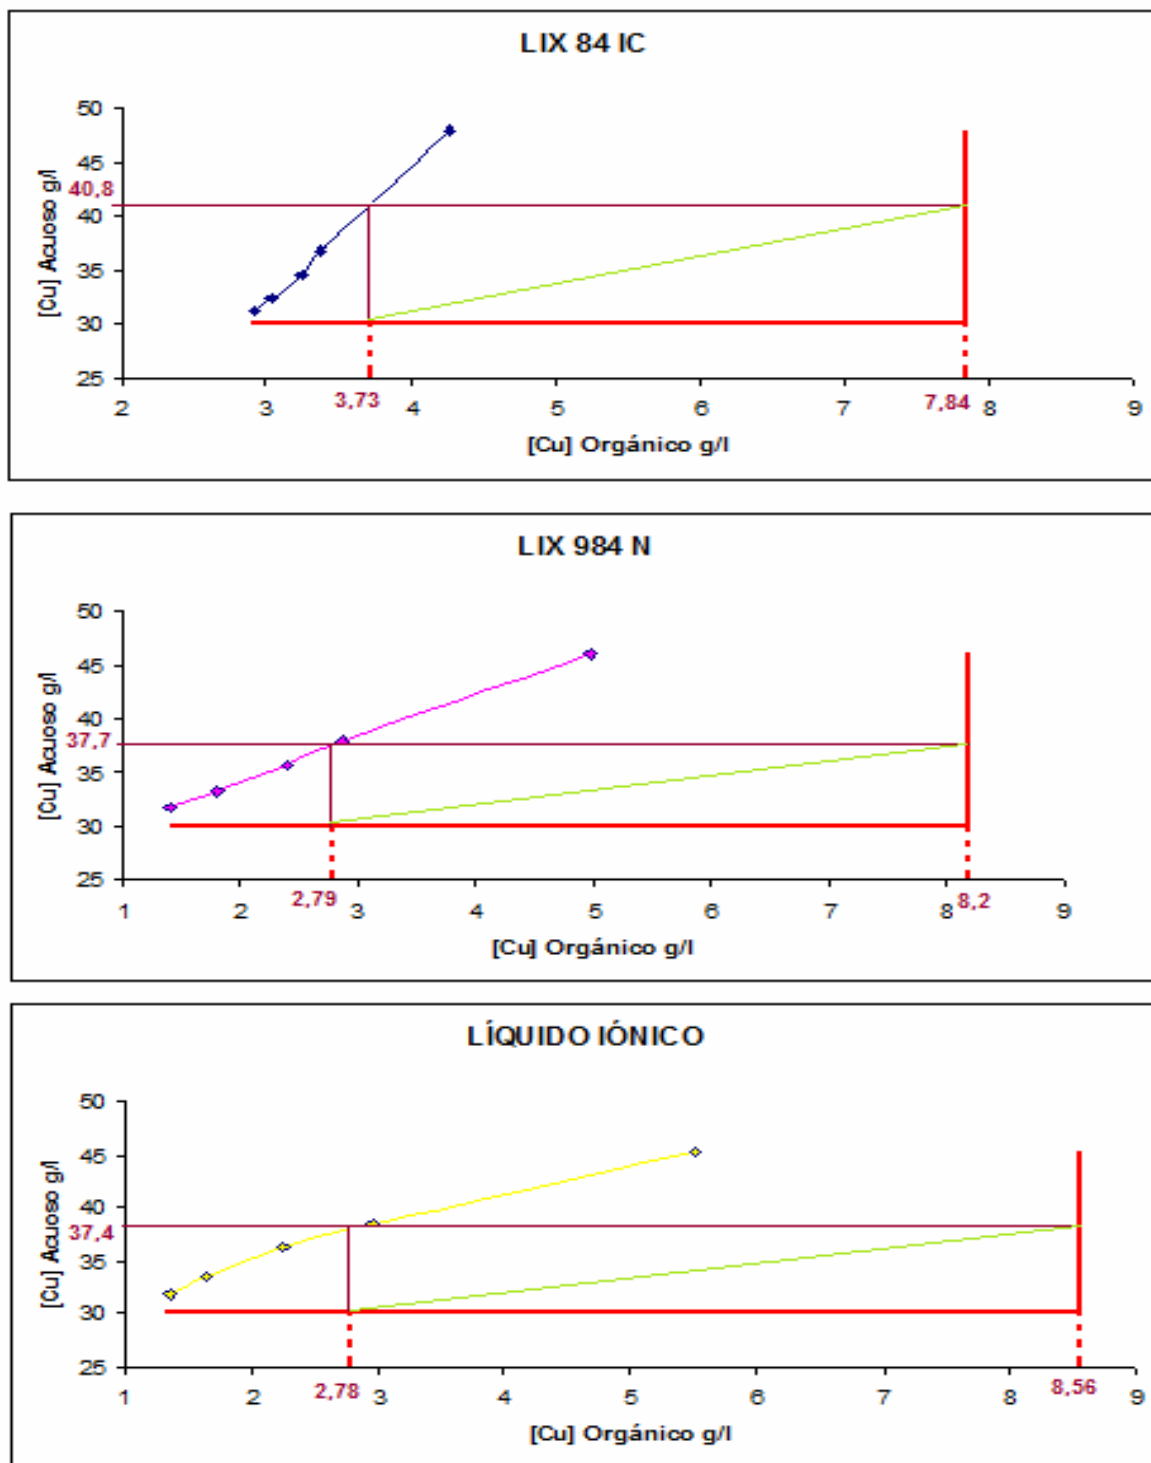 LIX 84 IC
[Cu] Acuoso g/l
50
45
40,8
40
35
30
25
2 3 3,73 4 5 6 7 7,84 8 9
[Cu] Orgánico g/l
LIX 984 N
[Cu] Acuoso g/l
50
45
40
37,7
35
30
25
1 2 2,79 3 4 5 6 7 8 8,2 9
[Cu] Orgánico g/l
LÍQUIDO IÓNICO
[Cu] Acuoso g/l
50
45
40
37,4
35
30
25
1 2 2,78 3 4 5 6 7 8 8,56 9
[Cu] Orgánico g/l